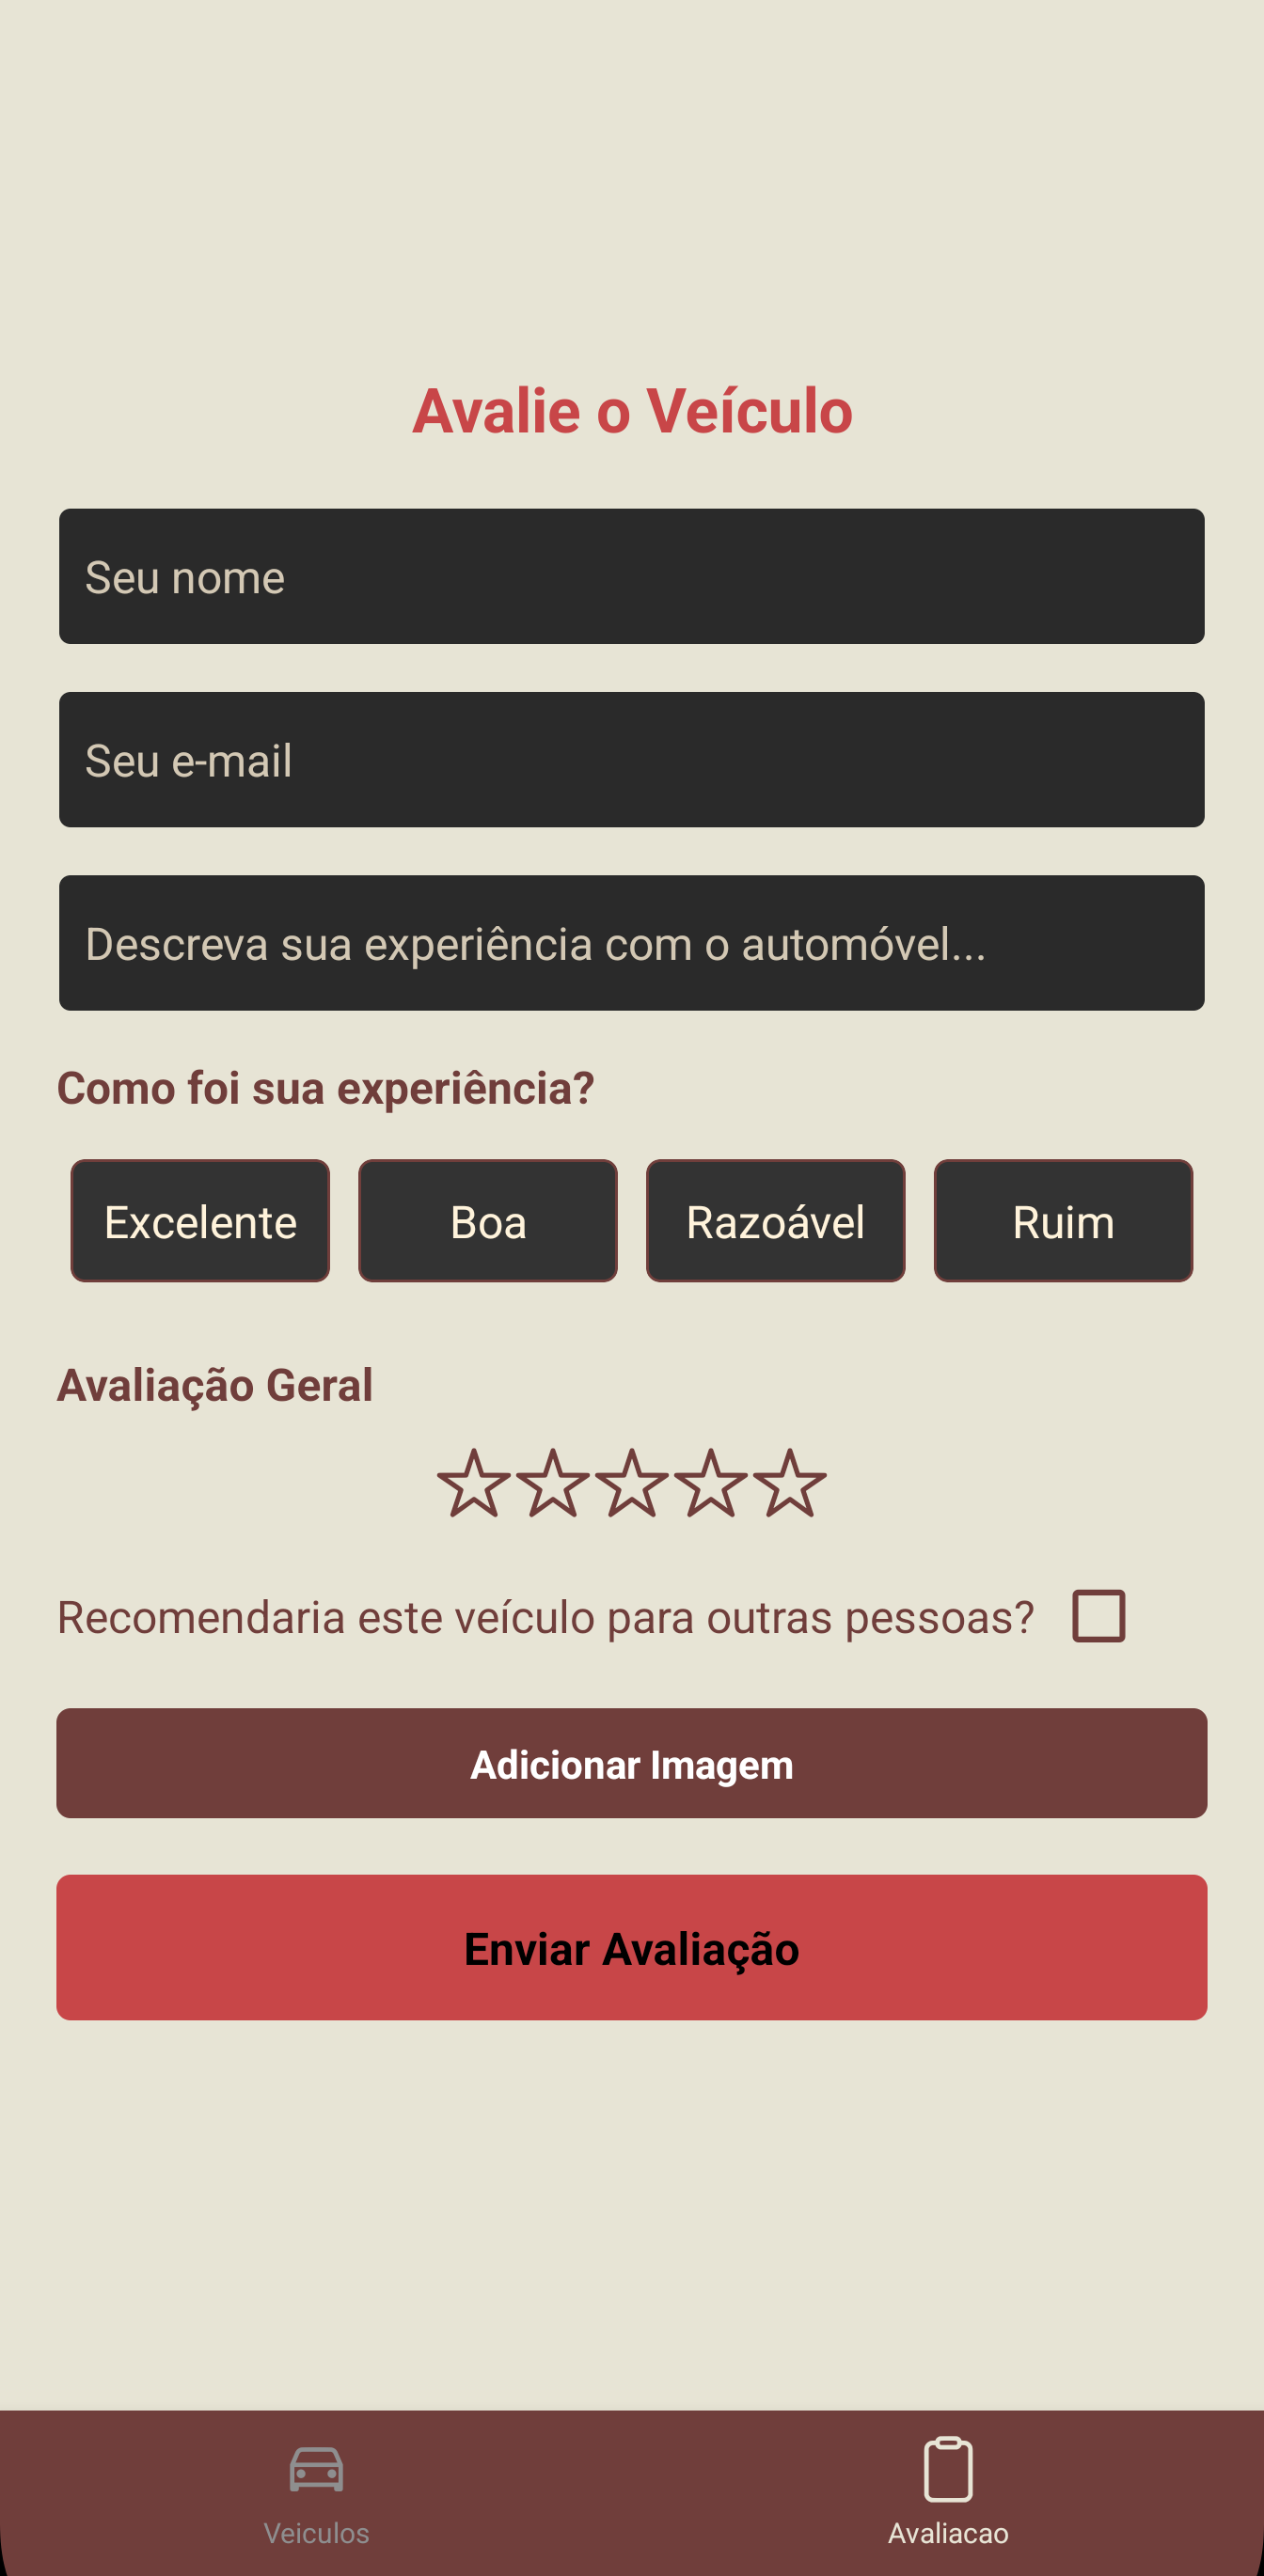 Avalie o Veículo
Seu nome
Seu e-mail
Descreva sua experiência com o automóvel...
Como foi sua experiência?
Excelente Boa Razoável Ruim
Avaliação Geral
Recomendaria este veículo para outras pessoas?
Adicionar Imagem
Enviar Avaliação
Veiculos Avaliacao